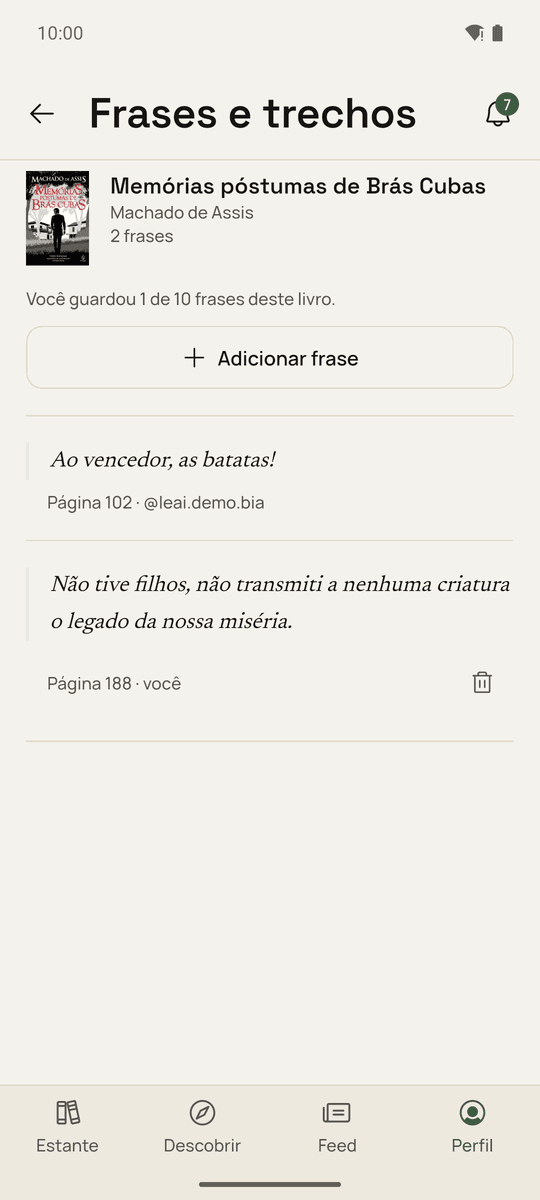 10:00
Frases e trechos
7
MACHADO DE ASSIS
MEMÓRIAS
PÓSTUMAS DE
BRÁS CUBAS
Memórias póstumas de Brás Cubas
Machado de Assis
2 frases
Você guardou 1 de 10 frases deste livro.
Adicionar frase
Ao vencedor, as batatas!
Página 102 · @leai.demo.bia
Não tive filhos, não transmiti a nenhuma criatura
o legado da nossa miséria.
Página 188 · você
Estante
Descobrir
Feed
Perfil